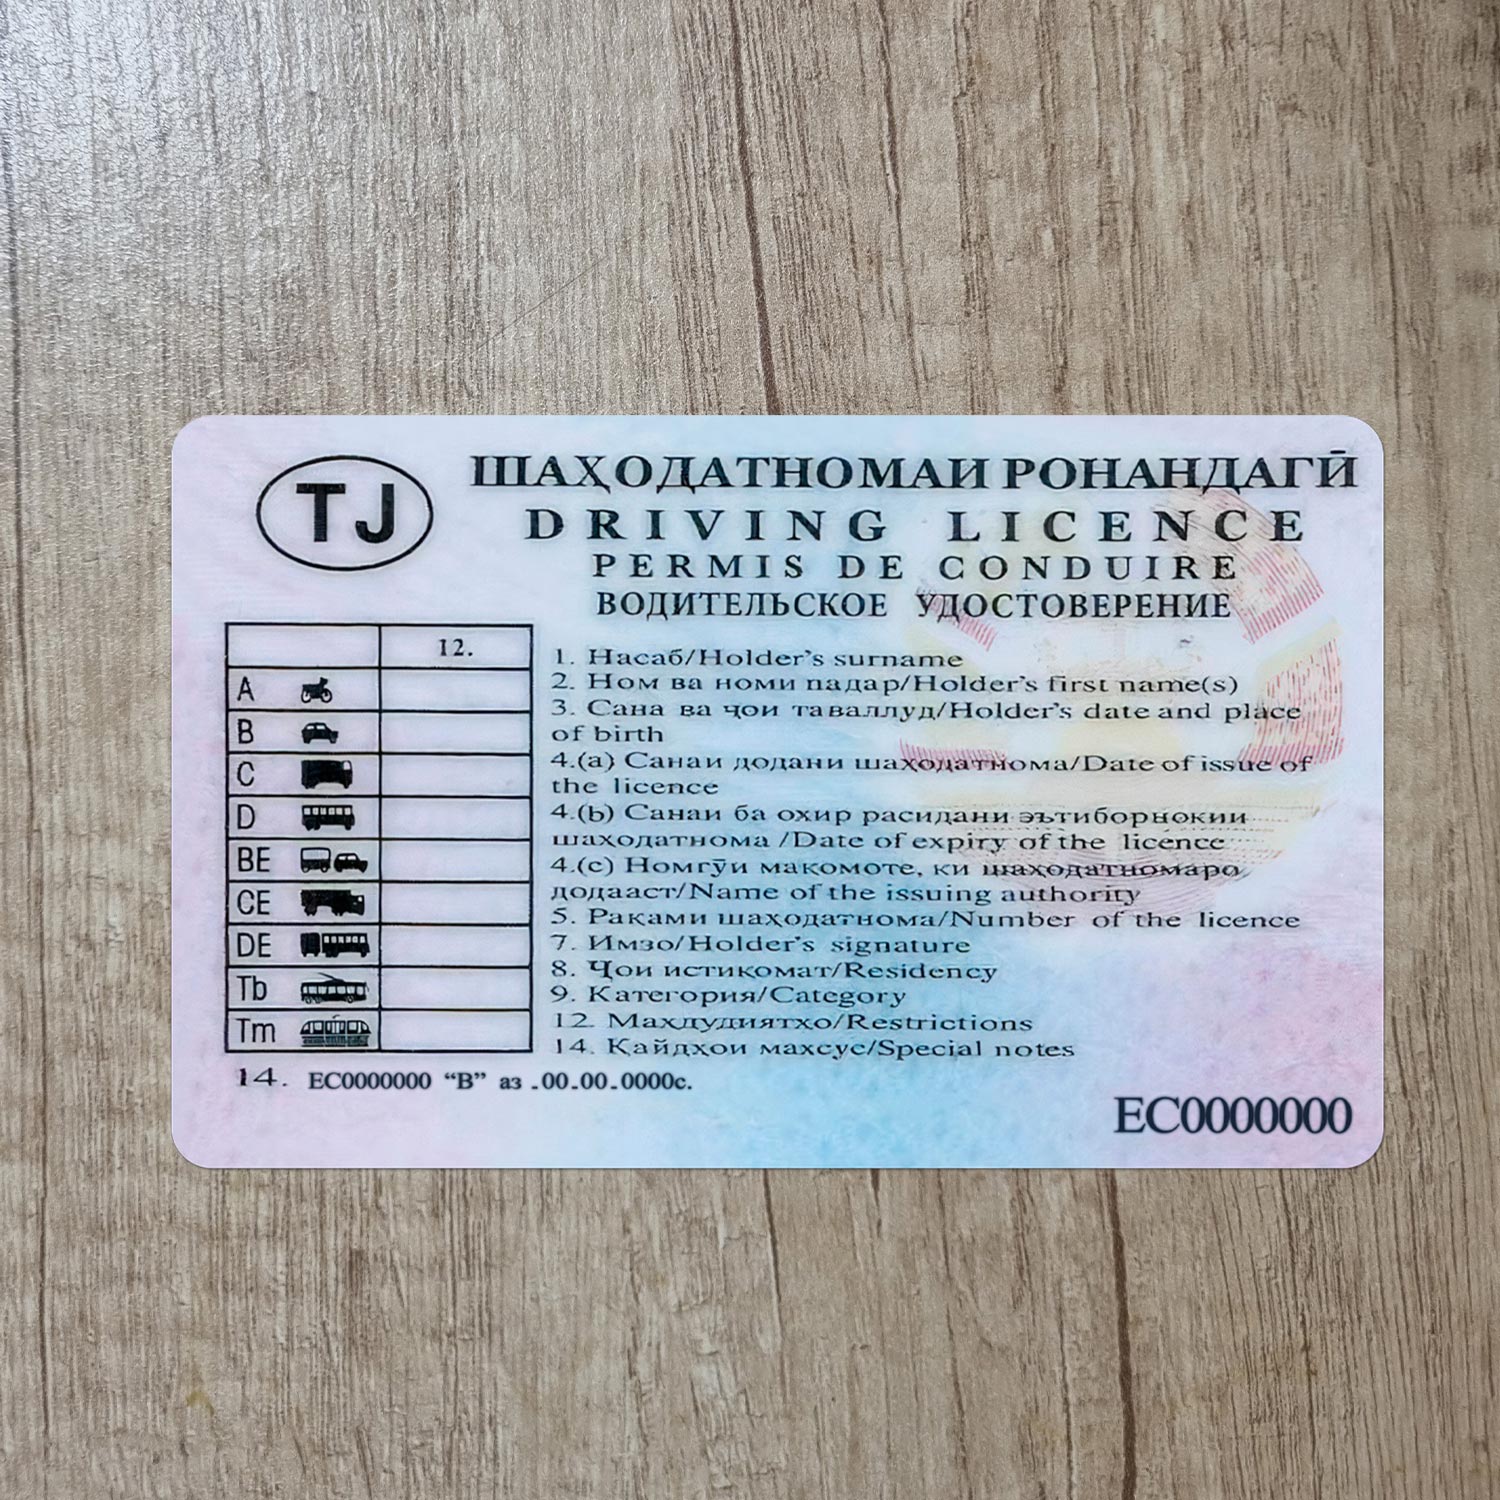 TJ
ШАҲОДАТНОМАИ РОНАНДАГӢ
DRIVING LICENCE
PERMIS DE CONDUIRE
ВОДИТЕЛЬСКОЕ УДОСТОВЕРЕНИЕ
12.
A
B
C
D
BE
CE
DE
Tb
Tm
1. Насаб/Holder's surname
2. Ном ва номи падар/Holder's first name(s)
3. Сана ва ҷои таваллуд/Holder's date and place
of birth
4.(a) Санаи додани шаҳодатнома/Date of issue of
the licence
4.(b) Санаи ба охир расидани эътиборнокии
шаҳодатнома /Date of expiry of the licence
4.(c) Номгӯи мақомоте, ки шаҳодатномаро
додааст/Name of the issuing authority
5. Рақами шаҳодатнома/Number of the licence
7. Имзо/Holder's signature
8. Ҷои истиқомат/Residency
9. Категория/Category
12. Маҳдудиятҳо/Restrictions
14. Қайдҳои махсус/Special notes
14. EC0000000 “B” аз .00.00.0000с.
EC0000000